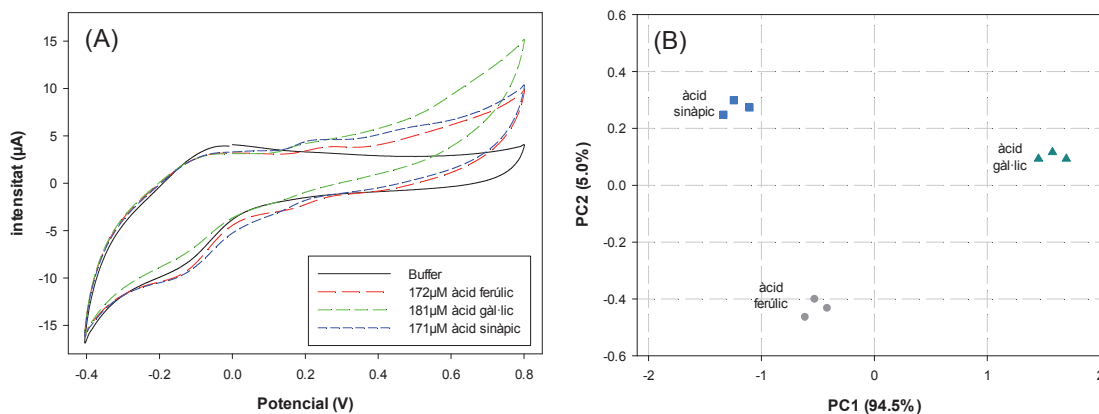 (A)
15
10
5
0
-5
-10
-15
intensitat (µA)
-0.4
-0.2
0.0
0.2
0.4
0.6
0.8
Potencial (V)
Buffer
172µM àcid ferúlic
181µM àcid gàl·lic
171µM àcid sinàpic
(B)
0.6
0.4
0.2
0.0
-0.2
-0.4
-0.6
PC2 (5.0%)
àcid
sinàpic
àcid
gàl·lic
àcid
ferúlic
-2
-1
0
1
2
PC1 (94.5%)